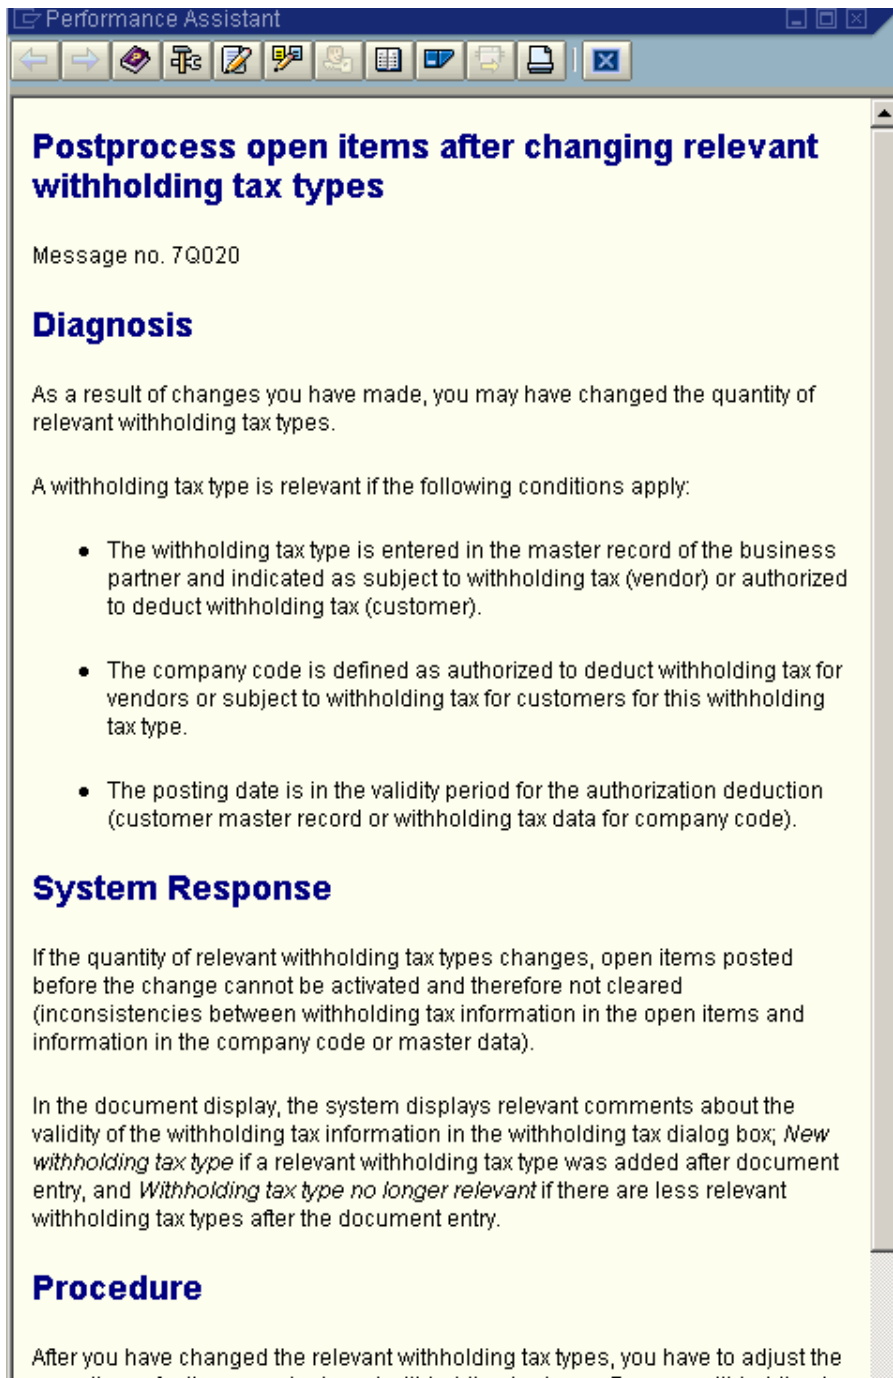 Performance Assistant
Postprocess open items after changing relevant
withholding tax types
Message no. 7Q020
Diagnosis
As a result of changes you have made, you may have changed the quantity of
relevant withholding tax types.
A withholding tax type is relevant if the following conditions apply:
● The withholding tax type is entered in the master record of the business
partner and indicated as subject to withholding tax (vendor) or authorized
to deduct withholding tax (customer).
● The company code is defined as authorized to deduct withholding tax for
vendors or subject to withholding tax for customers for this withholding
tax type.
● The posting date is in the validity period for the authorization deduction
(customer master record or withholding tax data for company code).
System Response
If the quantity of relevant withholding tax types changes, open items posted
before the change cannot be activated and therefore not cleared
(inconsistencies between withholding tax information in the open items and
information in the company code or master data).
In the document display, the system displays relevant comments about the
validity of the withholding tax information in the withholding tax dialog box; New
withholding tax type if a relevant withholding tax type was added after document
entry, and Withholding tax type no longer relevant if there are less relevant
withholding tax types after the document entry.
Procedure
After you have changed the relevant withholding tax types, you have to adjust the